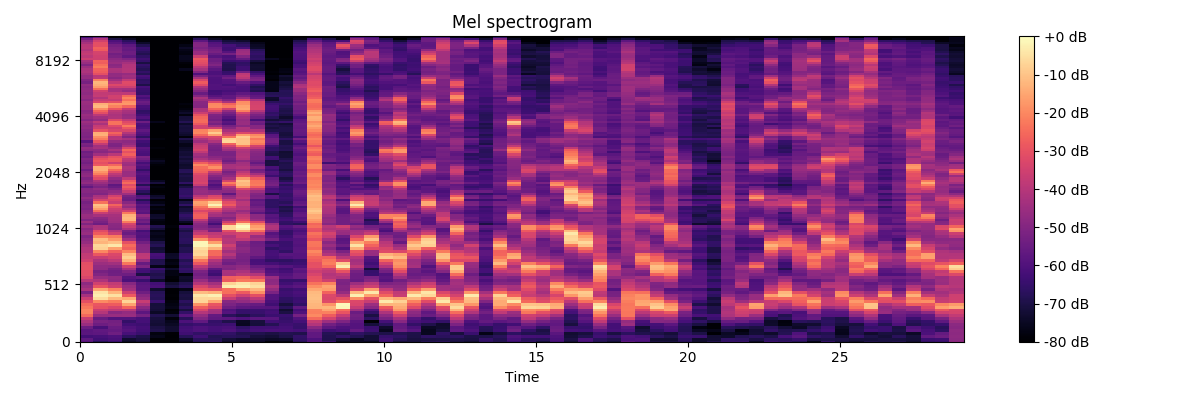 Mel spectrogram
+0 dB
8192
-10 dB
4096
-20 dB
-30 dB
2048
Hz
-40 dB
1024
-50 dB
-60 dB
512
-70 dB
0
-80 dB
0 5 10 15 20 25
Time